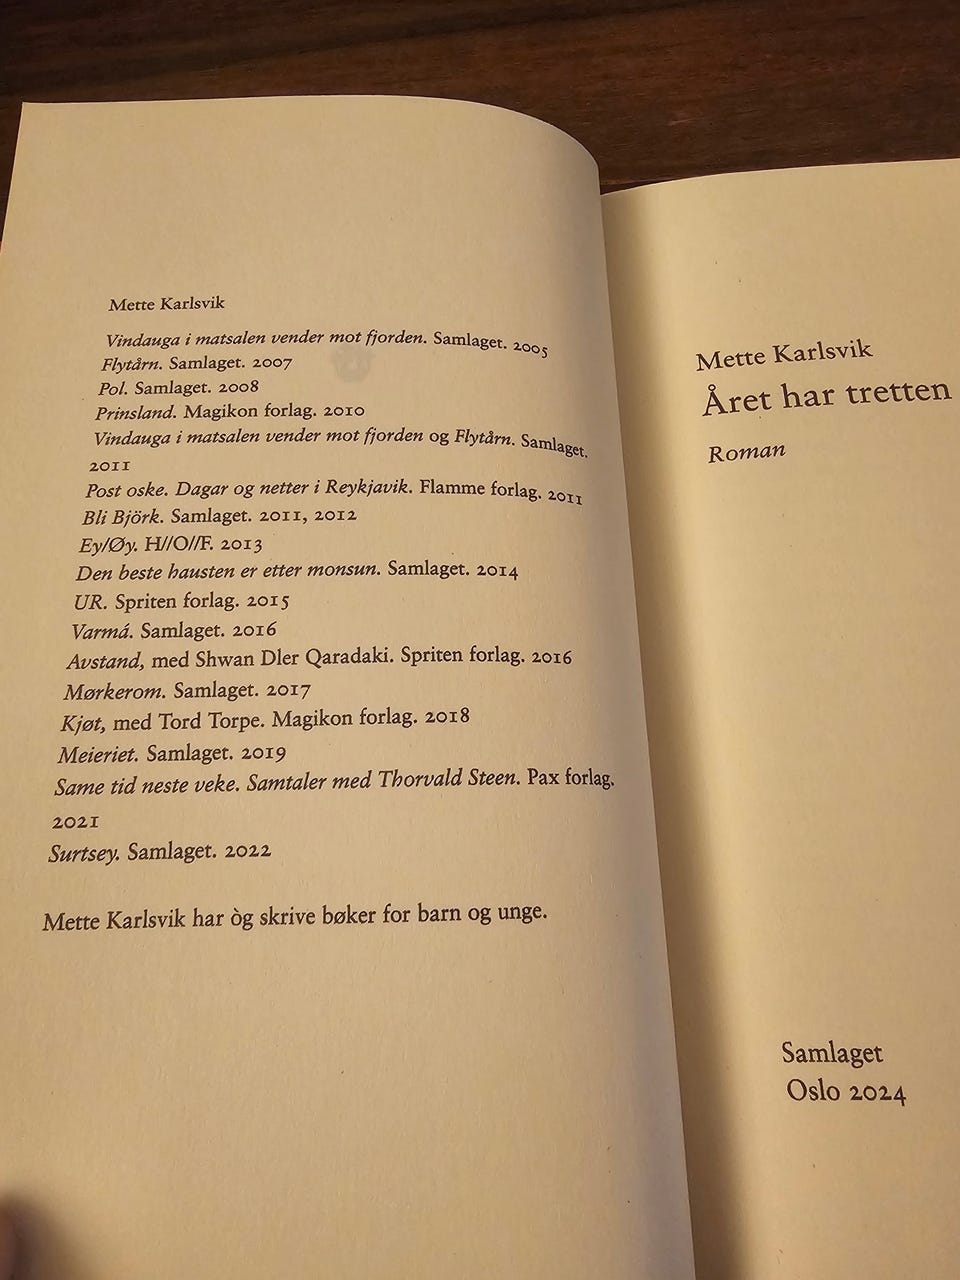 Mette Karlsvik
Vindauga i matsalen vender mot fjorden. Samlaget. 2005
Flytårn. Samlaget. 2007
Pol. Samlaget. 2008
Prinsland. Magikon forlag. 2010
Vindauga i matsalen vender mot fjorden og Flytårn. Samlaget.
2011
Post oske. Dagar og netter i Reykjavik. Flamme forlag. 2011
Bli Björk. Samlaget. 2011, 2012
Ey/Øy. H//O//F. 2013
Den beste hausten er etter monsun. Samlaget. 2014
UR. Spriten forlag. 2015
Varmá. Samlaget. 2016
Avstand, med Shwan Dler Qaradaki. Spriten forlag. 2016
Mørkerom. Samlaget. 2017
Kjøt, med Tord Torpe. Magikon forlag. 2018
Meieriet. Samlaget. 2019
Same tid neste veke. Samtaler med Thorvald Steen. Pax forlag.
2021
Surtsey. Samlaget. 2022
Mette Karlsvik har òg skrive bøker for barn og unge.
Mette Karlsvik
Året har tretten
Roman
Samlaget
Oslo 2024